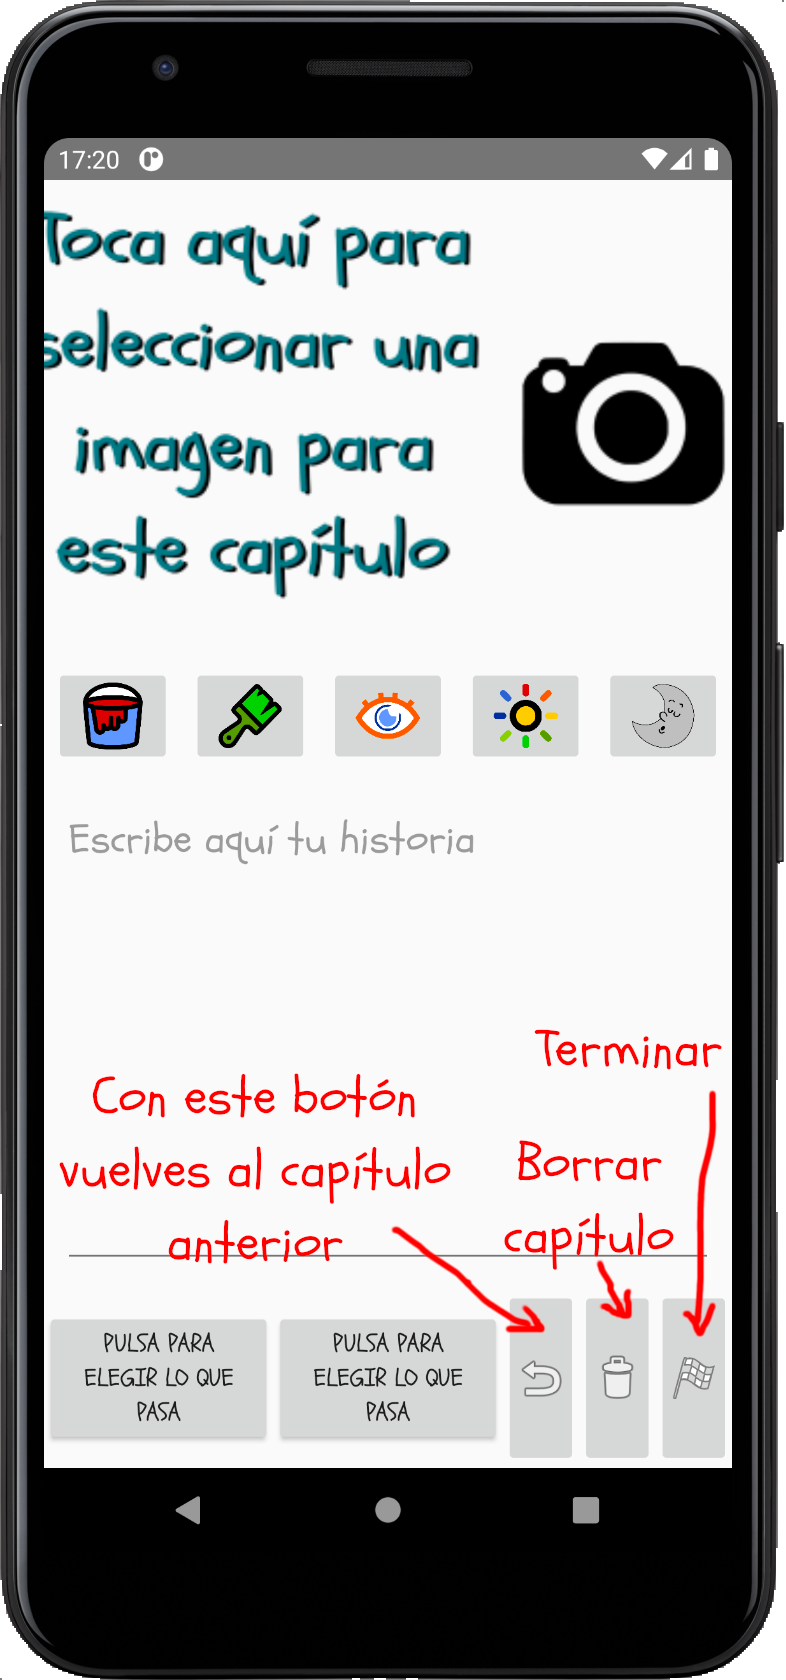 17:20
Toca aquí para
seleccionar una
imagen para
este capítulo
Escribe aquí tu historia
Terminar
Con este botón
vuelves al capítulo
anterior
Borrar
capítulo
PULSA PARA
ELEGIR LO QUE
PASA
PULSA PARA
ELEGIR LO QUE
PASA